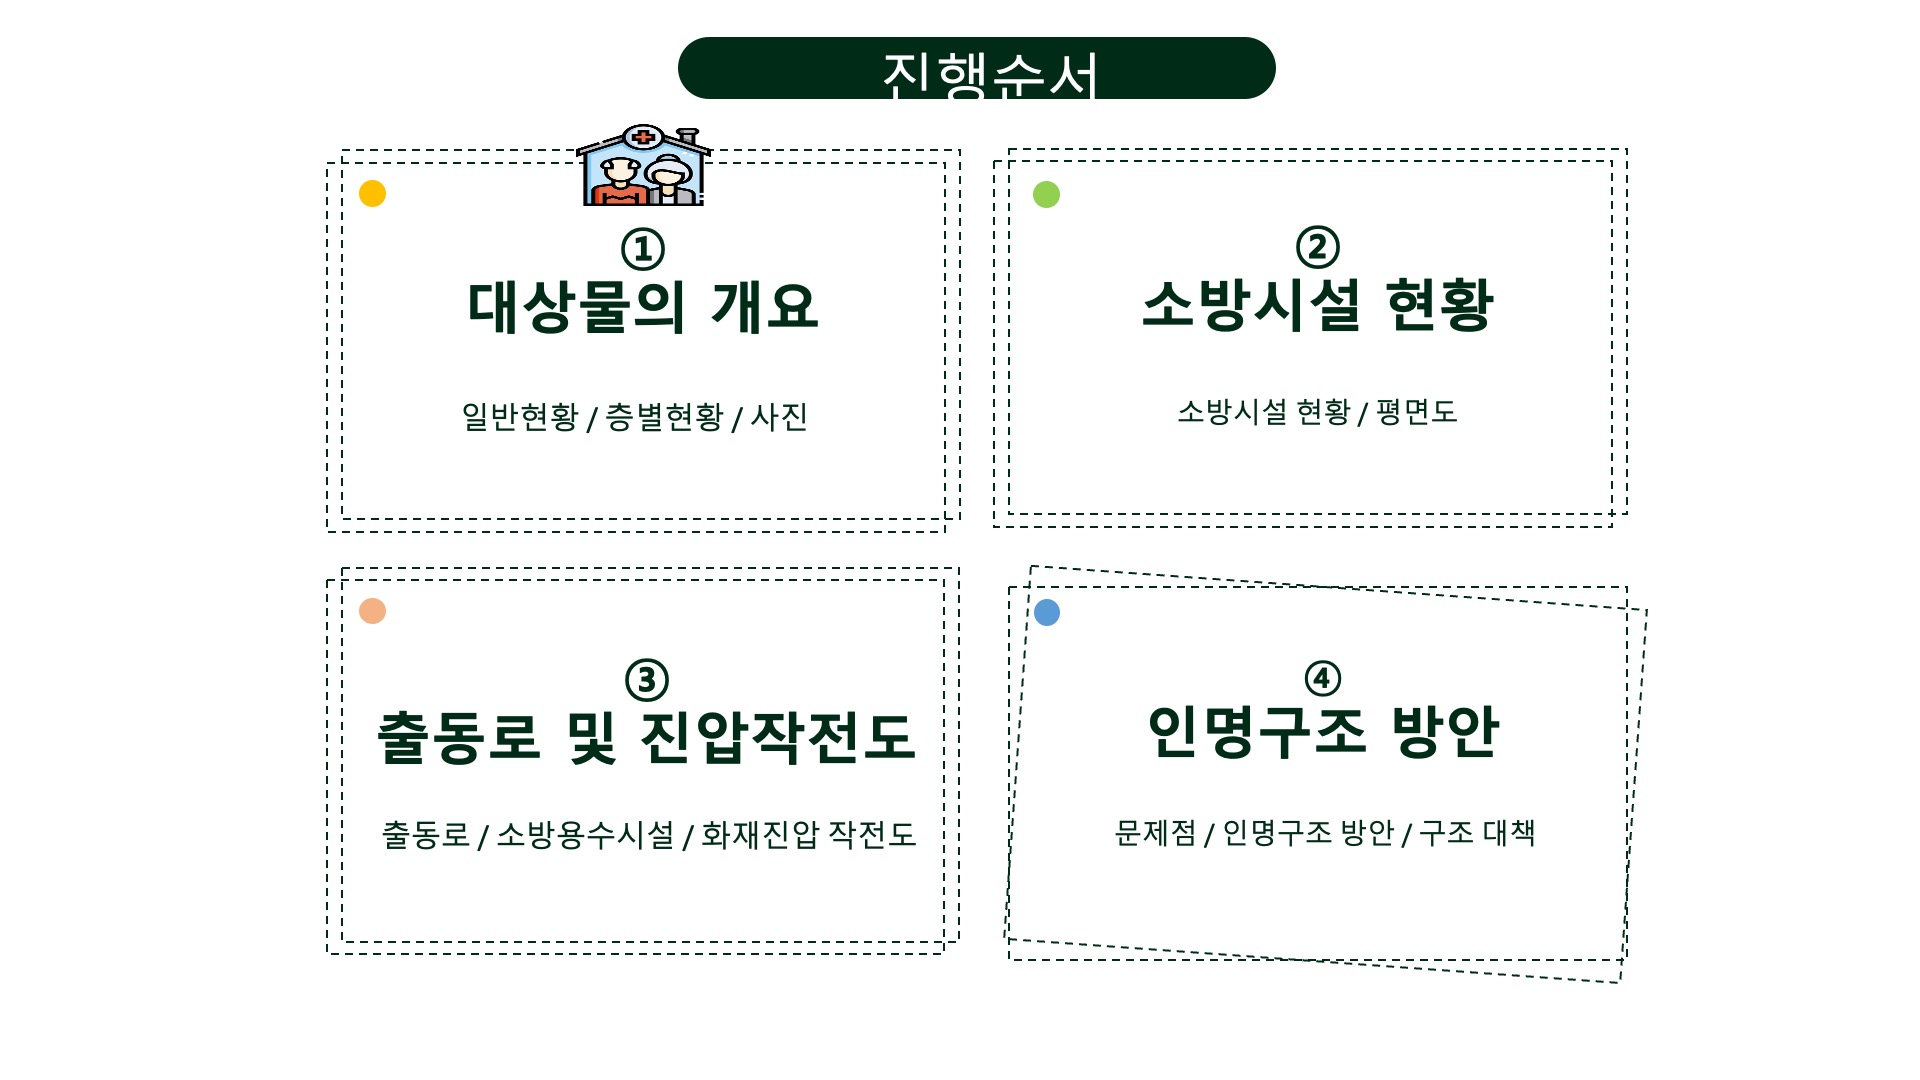 진행순서
①
대상물의 개요
일반현황 / 층별현황 / 사진
②
소방시설 현황
소방시설 현황 / 평면도
③
출동로 및 진압작전도
출동로 / 소방용수시설 / 화재진압 작전도
④
인명구조 방안
문제점 / 인명구조 방안 / 구조 대책